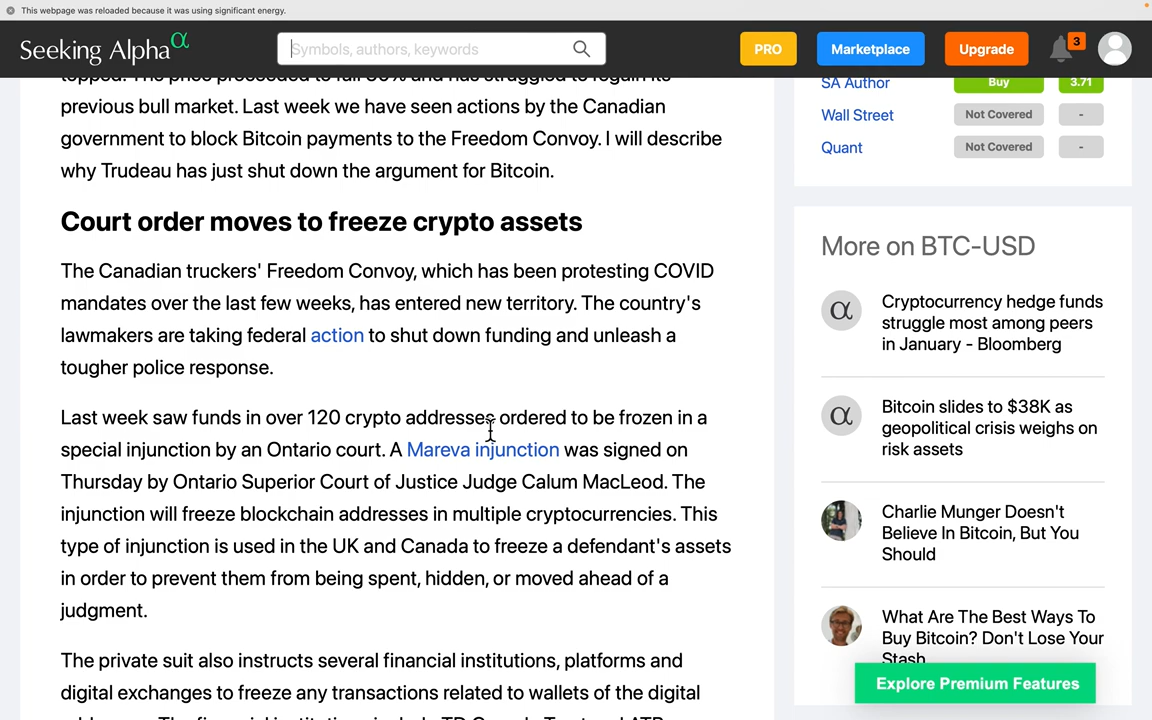 This webpage was reloaded because it was using significant energy.
Seeking Alphaα
Symbols, authors, keywords
PRO
Marketplace
Upgrade
3
previous bull market. Last week we have seen actions by the Canadian
government to block Bitcoin payments to the Freedom Convoy. I will describe
why Trudeau has just shut down the argument for Bitcoin.
Court order moves to freeze crypto assets
The Canadian truckers' Freedom Convoy, which has been protesting COVID
mandates over the last few weeks, has entered new territory. The country's
lawmakers are taking federal action to shut down funding and unleash a
tougher police response.
Last week saw funds in over 120 crypto addresses ordered to be frozen in a
special injunction by an Ontario court. A Mareva injunction was signed on
Thursday by Ontario Superior Court of Justice Judge Calum MacLeod. The
injunction will freeze blockchain addresses in multiple cryptocurrencies. This
type of injunction is used in the UK and Canada to freeze a defendant's assets
in order to prevent them from being spent, hidden, or moved ahead of a
judgment.
The private suit also instructs several financial institutions, platforms and
digital exchanges to freeze any transactions related to wallets of the digital
SA Author
Buy
3.71
Wall Street
Not Covered
-
Quant
Not Covered
-
More on BTC-USD
α
Cryptocurrency hedge funds
struggle most among peers
in January - Bloomberg
α
Bitcoin slides to $38K as
geopolitical crisis weighs on
risk assets
Charlie Munger Doesn't
Believe In Bitcoin, But You
Should
What Are The Best Ways To
Buy Bitcoin? Don't Lose Your
Stash
Explore Premium Features